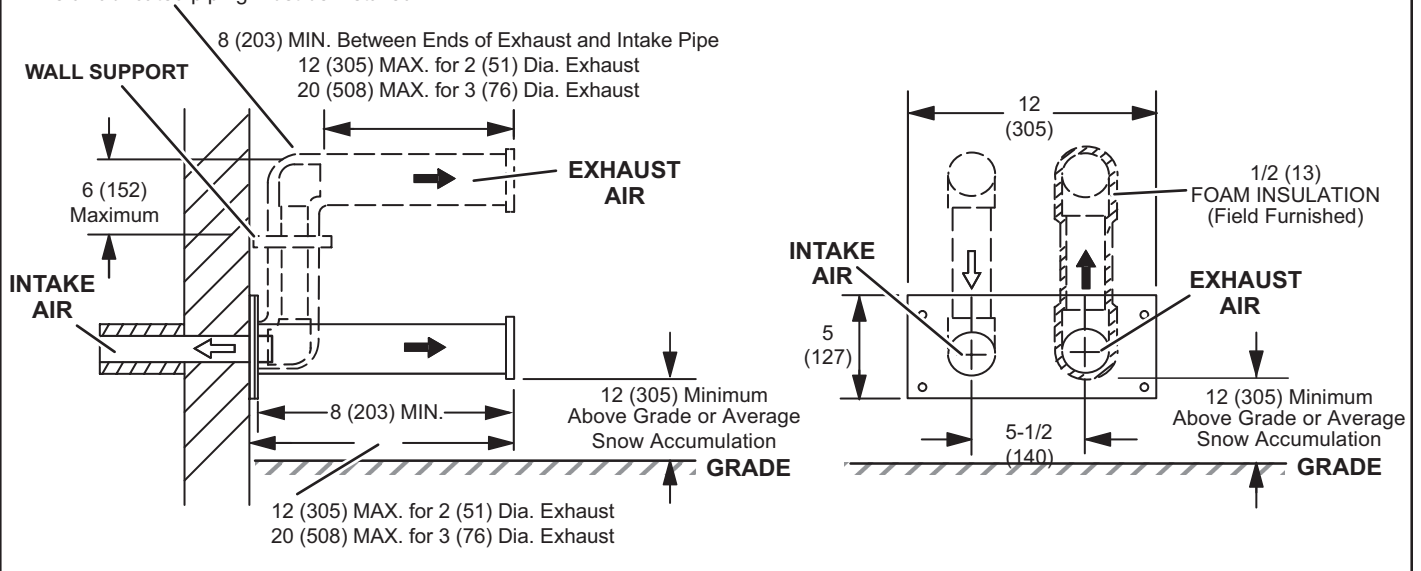 8 (203) MIN. Between Ends of Exhaust and Intake Pipe
12 (305) MAX. for 2 (51) Dia. Exhaust
20 (508) MAX. for 3 (76) Dia. Exhaust
WALL SUPPORT
6 (152)
Maximum
EXHAUST
AIR
INTAKE
AIR
8 (203) MIN.
12 (305) Minimum
Above Grade or Average
Snow Accumulation
GRADE
12 (305) MAX. for 2 (51) Dia. Exhaust
20 (508) MAX. for 3 (76) Dia. Exhaust
12
(305)
1/2 (13)
FOAM INSULATION
(Field Furnished)
INTAKE
AIR
EXHAUST
AIR
5
(127)
12 (305) Minimum
Above Grade or Average
Snow Accumulation
5-1/2
(140)
GRADE